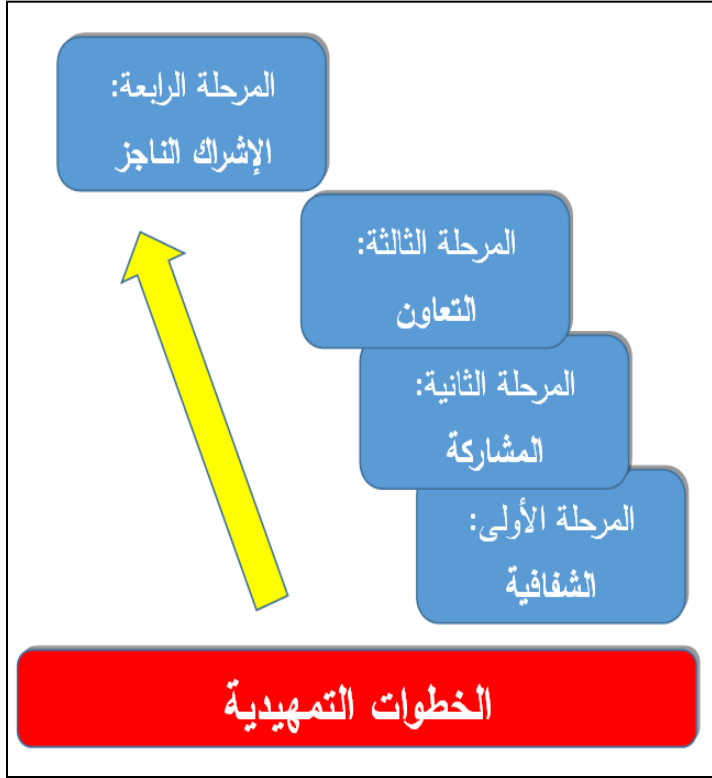 المرحلة الرابعة:
الإشراك الناجز
المرحلة الثالثة:
التعاون
المرحلة الثانية:
المشاركة
المرحلة الأولى:
الشفافية
الخطوات التمهيدية